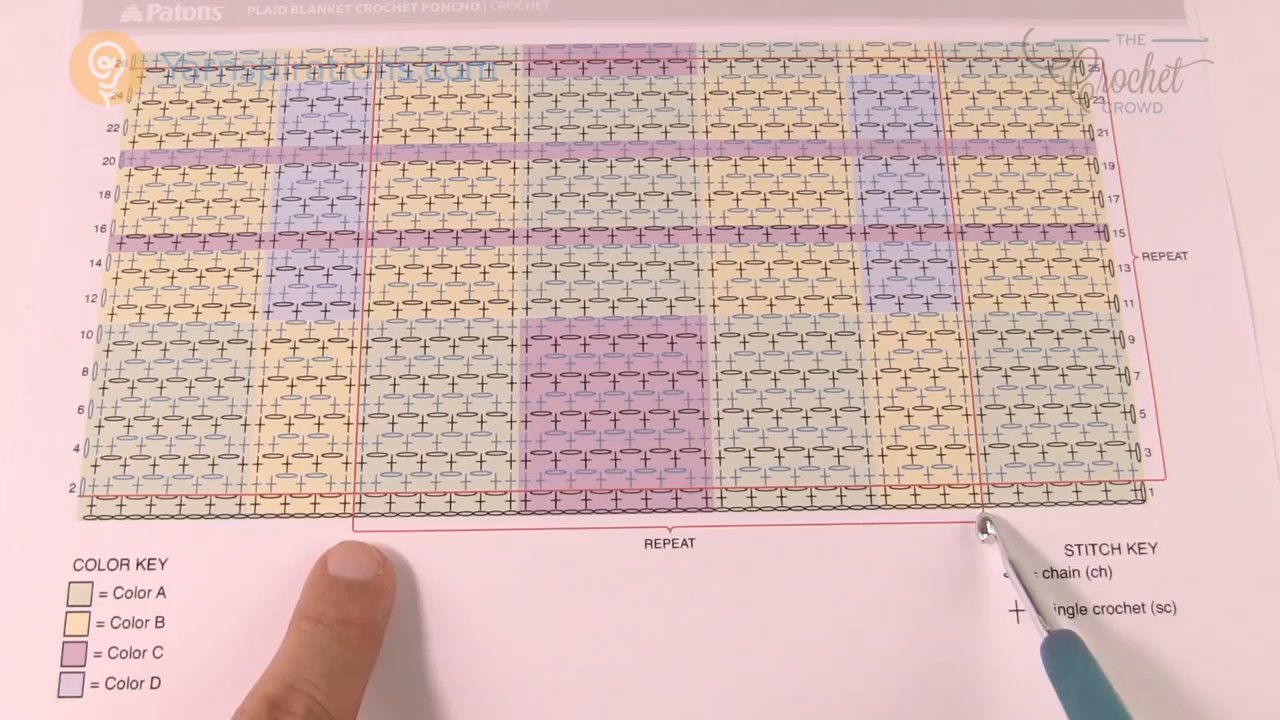 Patons PLAID BLANKET CROCHET PONCHO | CROCHET
Yarnspirations.com
THE
Crochet
CROWD
25
24
23
22
21
20
19
18
17
16
15
REPEAT
14
13
12
11
10
9
8
7
6
5
4
3
2
1
REPEAT
COLOR KEY
= Color A
= Color B
= Color C
= Color D
STITCH KEY
= chain (ch)
ingle crochet (sc)